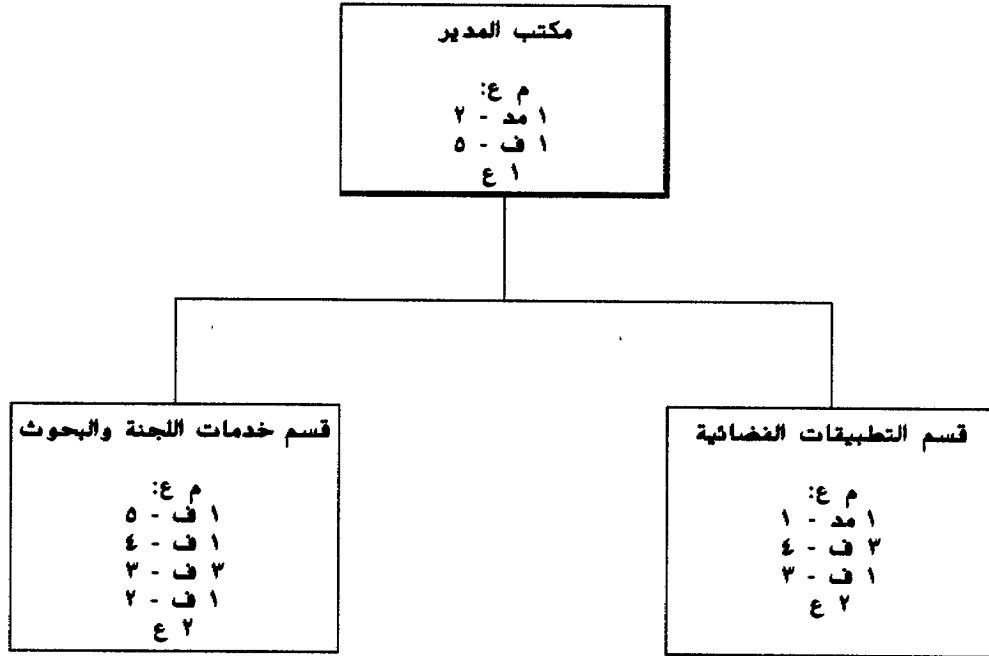 مكتب المدير
م ع:
١ مد - ٢
١ ف - ٥
١ ع
قسم التطبيقات الفضائية
م ع:
١ مد - ١
٣ ف - ٤
١ ف - ٣
٢ ع
قسم خدمات اللجنة والبحوث
م ع:
١ ف - ٥
١ ف - ٤
٣ ف - ٣
١ ف - ٢
٢ ع